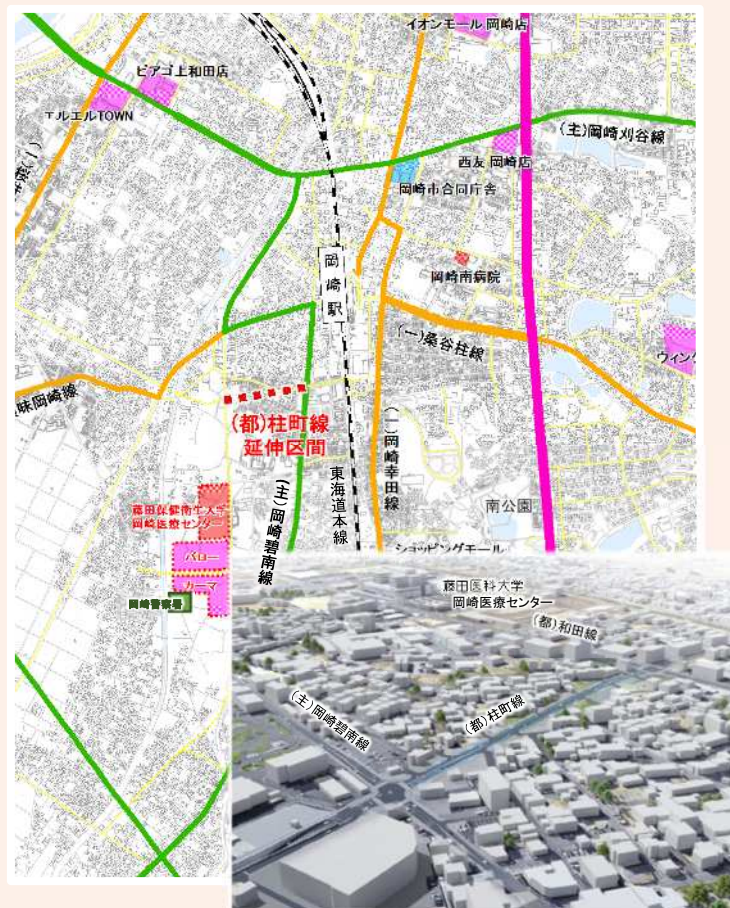 イオンモール 岡崎店
ピアゴ上和田店
エルエルTOWN
(主)岡崎刈谷線
西友 岡崎店
岡崎市合同庁舎
岡崎南病院
岡崎駅
(一)桑谷柱線
ウィング
味岡崎線
(都)柱町線
延伸区間
(一)岡崎幸田線
東海道本線
(主)岡崎碧南線
南公園
藤田保健衛生大学
岡崎医療センター
バロー
カーマ
岡崎警察署
ショッピングモール
藤田医科大学
岡崎医療センター
(都)和田線
(主)岡崎碧南線
(都)柱町線